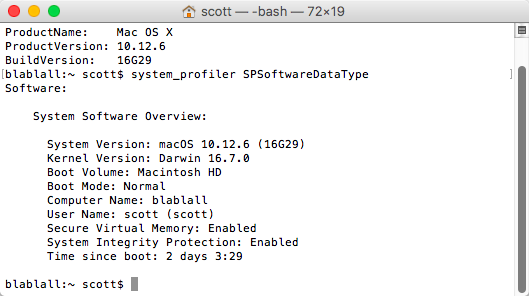 scott — -bash — 72×19
ProductName:    Mac OS X
ProductVersion: 10.12.6
BuildVersion:   16G29
[blablall:~ scott$ system_profiler SPSoftwareDataType ]
Software:

    System Software Overview:

      System Version: macOS 10.12.6 (16G29)
      Kernel Version: Darwin 16.7.0
      Boot Volume: Macintosh HD
      Boot Mode: Normal
      Computer Name: blablall
      User Name: scott (scott)
      Secure Virtual Memory: Enabled
      System Integrity Protection: Enabled
      Time since boot: 2 days 3:29

blablall:~ scott$